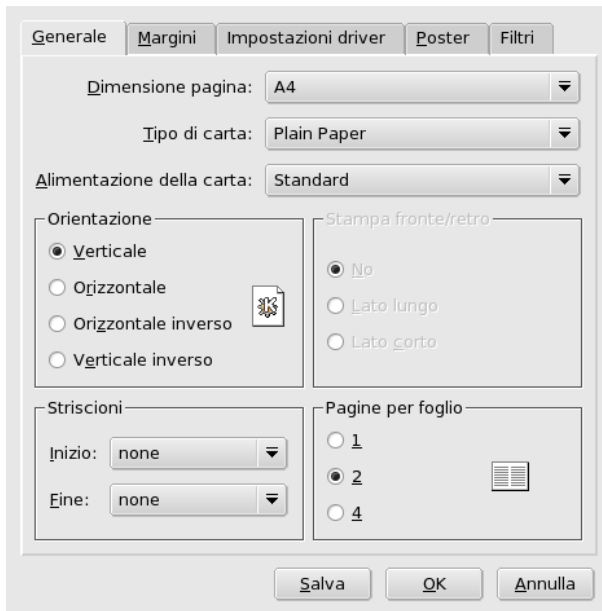 Generale Margini Impostazioni driver Poster Filtri
Dimensione pagina: A4
Tipo di carta: Plain Paper
Alimentazione della carta: Standard
Orientazione
Verticale
Orizzontale
Orizzontale inverso
Verticale inverso
Stampa fronte/retro
No
Lato lungo
Lato corto
Striscioni
Inizio: none
Fine: none
Pagine per foglio
1
2
4
Salva OK Annulla